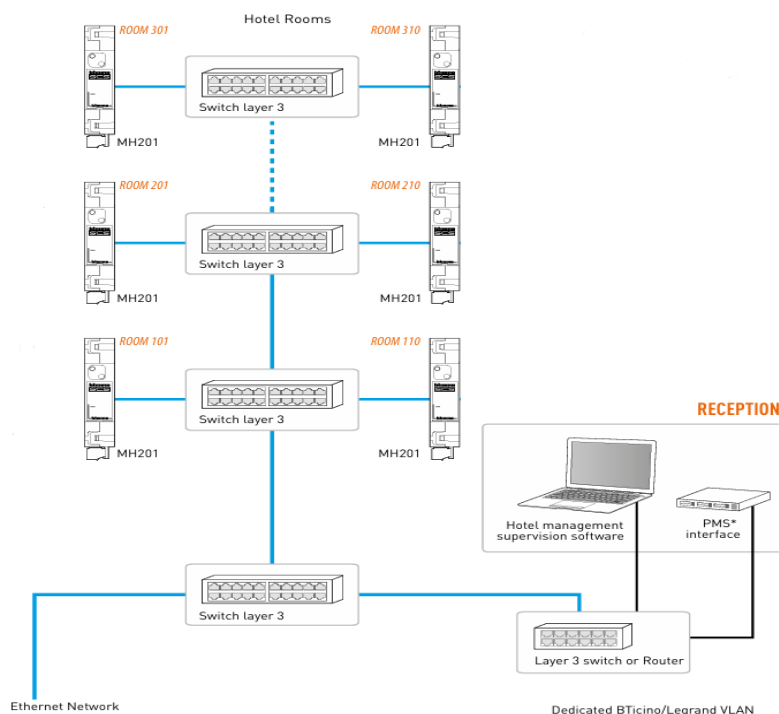 Hotel Rooms
ROOM 301
ROOM 310
Switch layer 3
MH201
MH201
ROOM 201
ROOM 210
Switch layer 3
MH201
MH201
ROOM 101
ROOM 110
Switch layer 3
MH201
MH201
RECEPTION
Hotel management
supervision software
PMS*
interface
Switch layer 3
Layer 3 switch or Router
Ethernet Network
Dedicated BTicino/Legrand VLAN